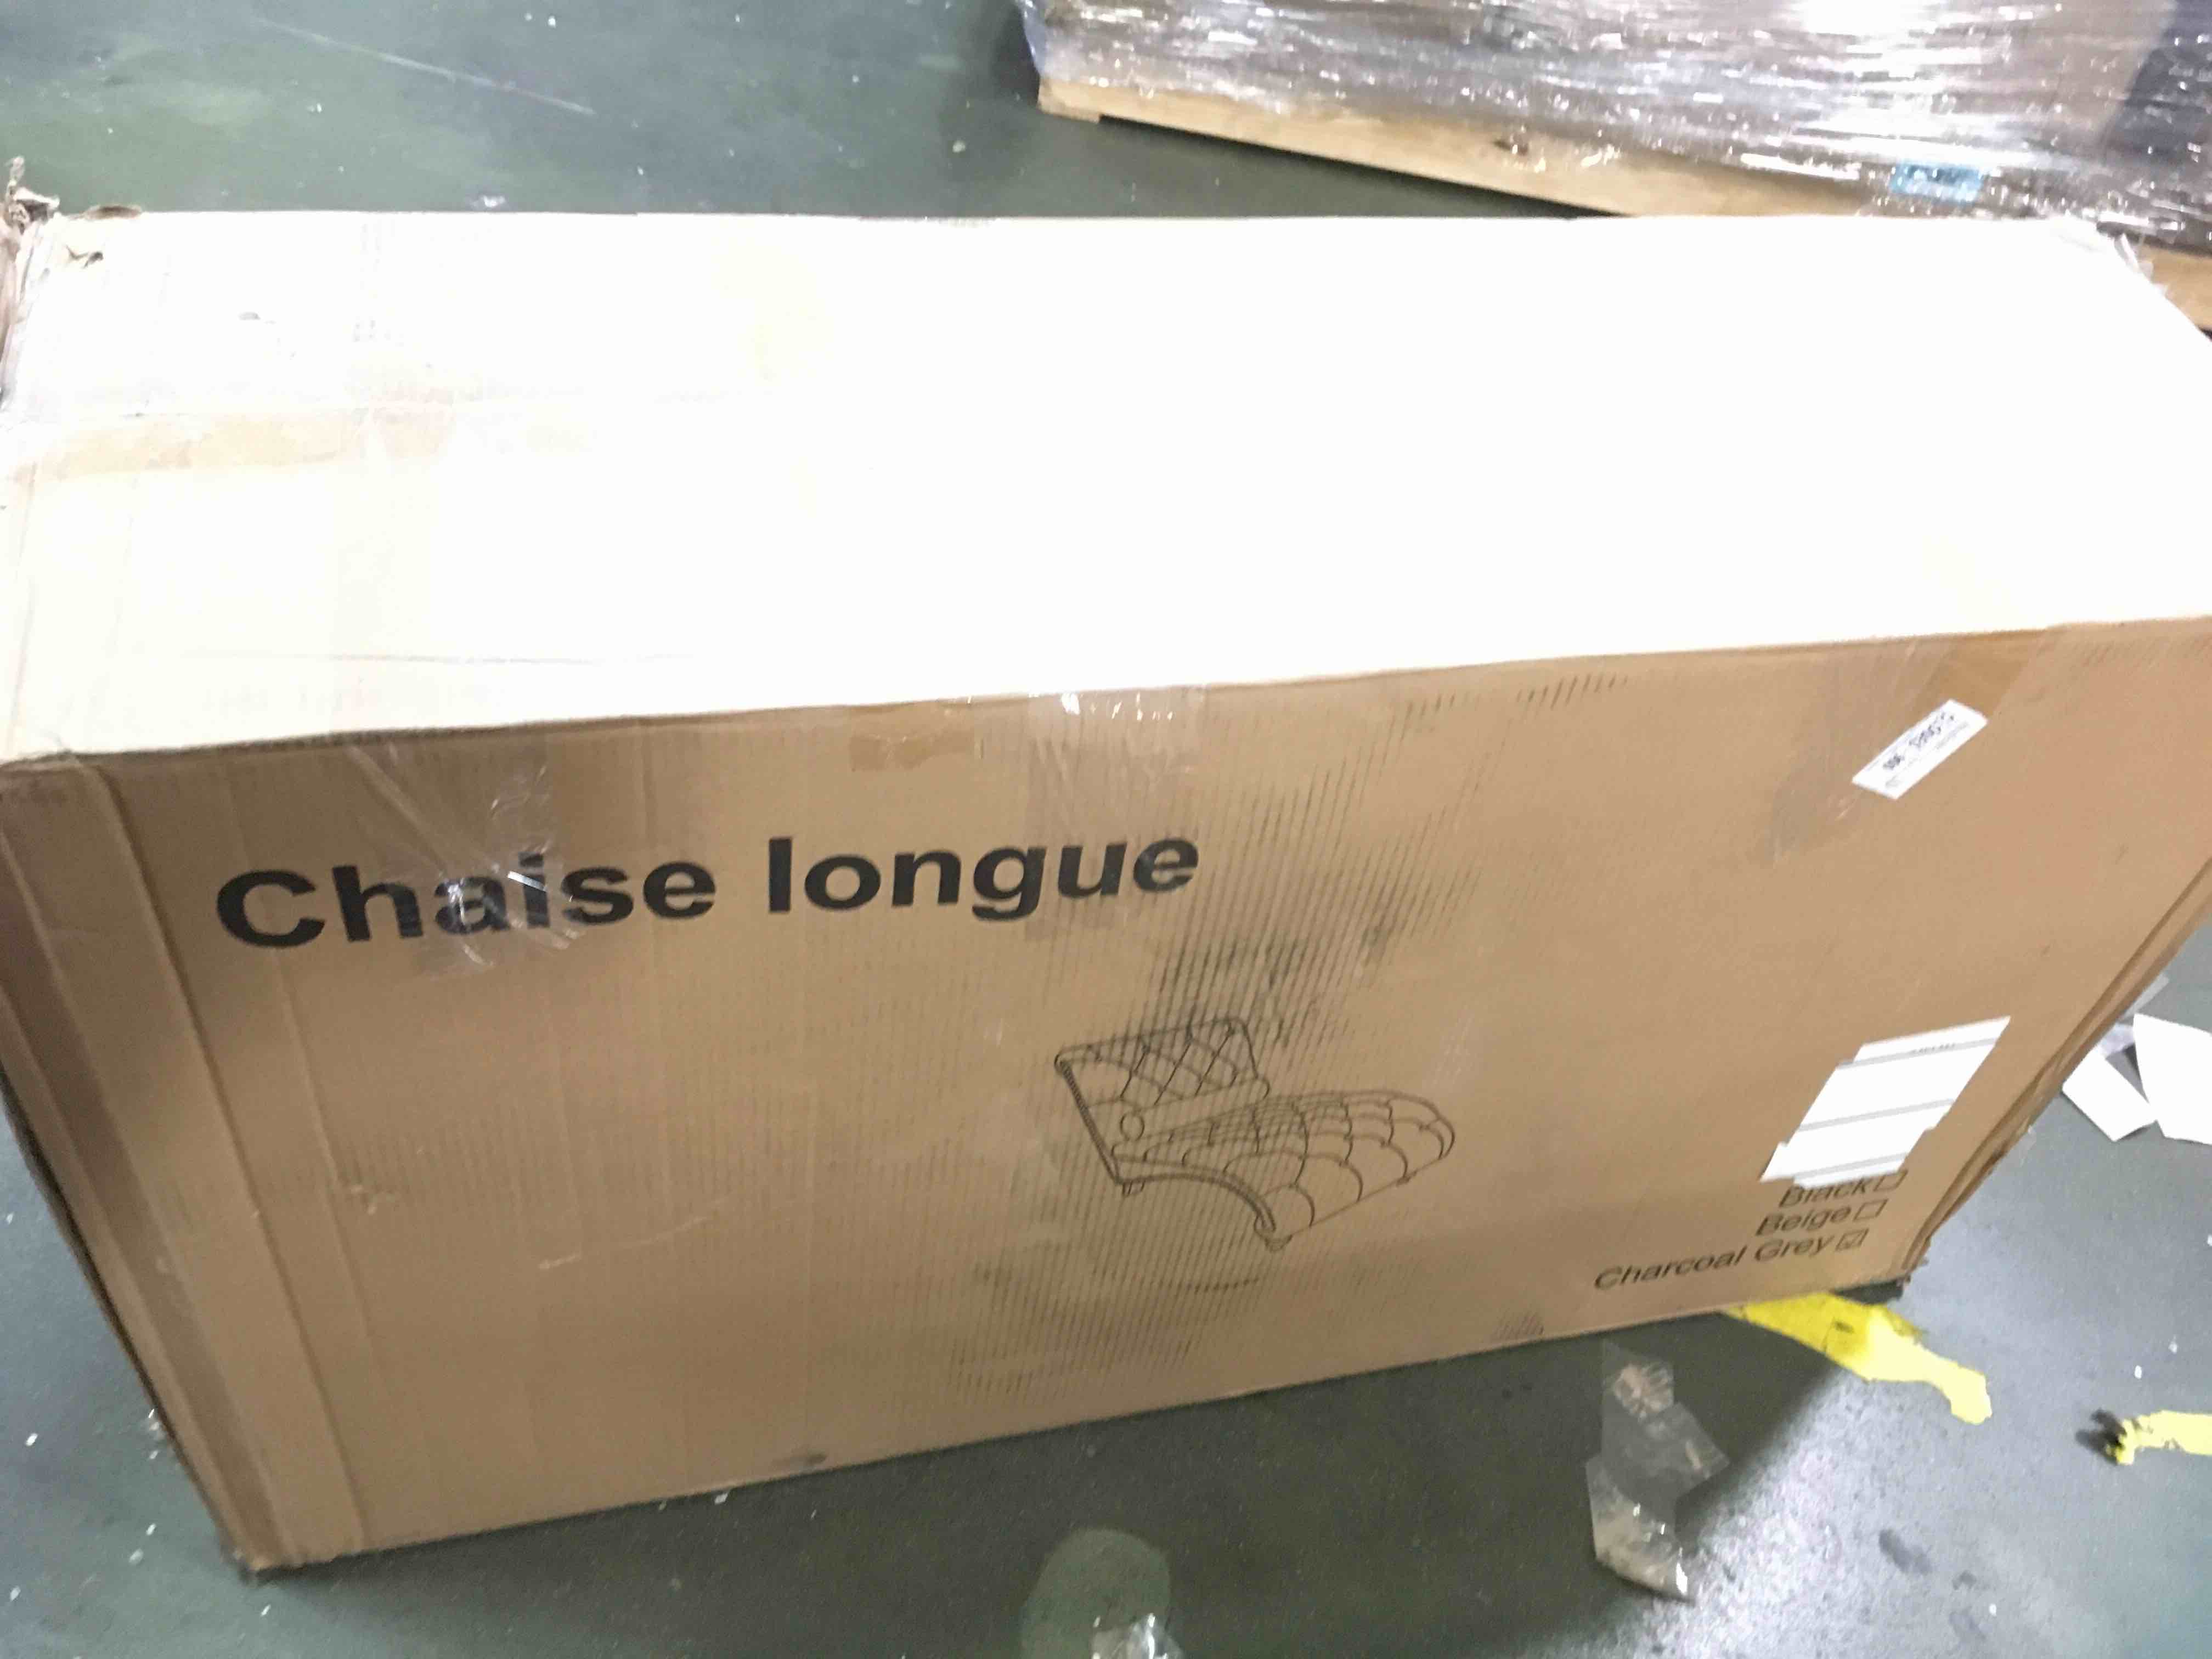 Chaise longue
Black
Beige
Charcoal Grey